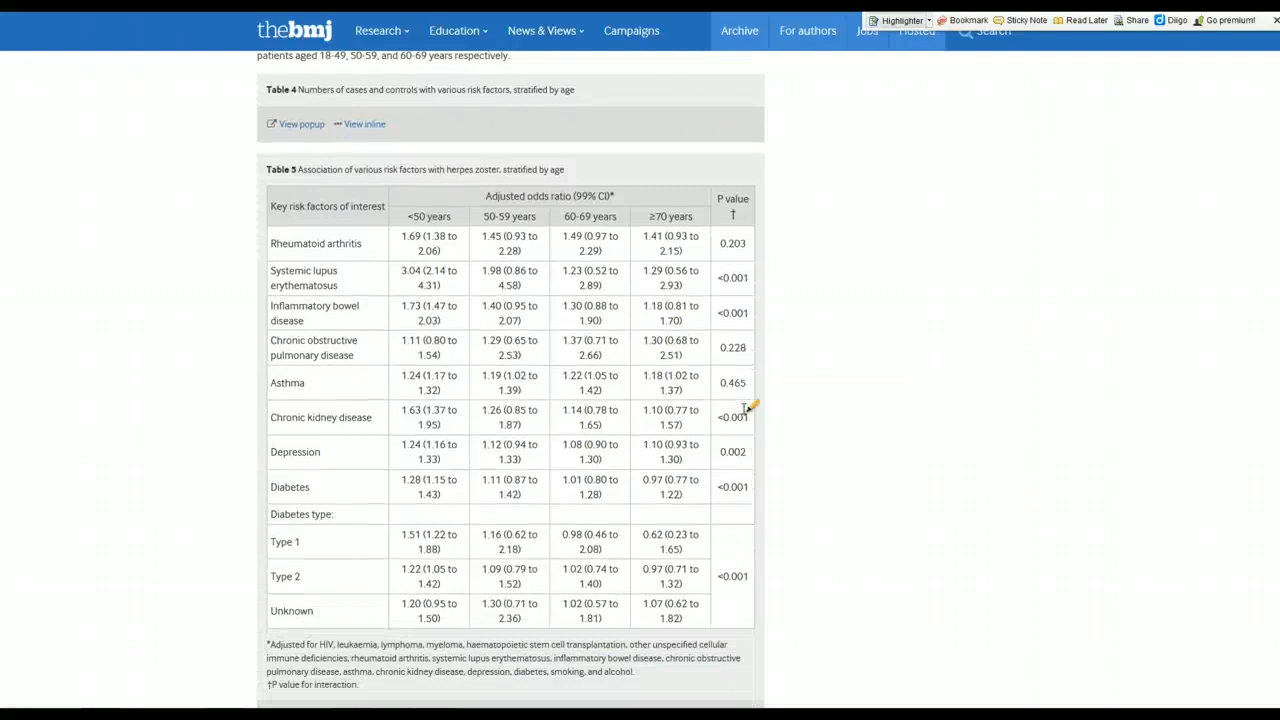 Highlighter Bookmark Sticky Note Read Later Share Diigo Go premium!
thebmj Research Education News & Views Campaigns Archive For authors Jobs Hosted Search
patients aged 18-49, 50-59, and 60-69 years respectively.
Table 4 Numbers of cases and controls with various risk factors, stratified by age
View popup View inline
Table 5 Association of various risk factors with herpes zoster, stratified by age
Key risk factors of interest Adjusted odds ratio (99% CI)* P value †
<50 years 50-59 years 60-69 years ≥70 years
Rheumatoid arthritis 1.69 (1.38 to 2.06) 1.45 (0.93 to 2.28) 1.49 (0.97 to 2.29) 1.41 (0.93 to 2.15) 0.203
Systemic lupus erythematosus 3.04 (2.14 to 4.31) 1.98 (0.86 to 4.58) 1.23 (0.52 to 2.89) 1.29 (0.56 to 2.93) <0.001
Inflammatory bowel disease 1.73 (1.47 to 2.03) 1.40 (0.95 to 2.07) 1.30 (0.88 to 1.90) 1.18 (0.81 to 1.70) <0.001
Chronic obstructive pulmonary disease 1.11 (0.80 to 1.54) 1.29 (0.65 to 2.53) 1.37 (0.71 to 2.66) 1.30 (0.68 to 2.51) 0.228
Asthma 1.24 (1.17 to 1.32) 1.19 (1.02 to 1.39) 1.22 (1.05 to 1.42) 1.18 (1.02 to 1.37) 0.465
Chronic kidney disease 1.63 (1.37 to 1.95) 1.26 (0.85 to 1.87) 1.14 (0.78 to 1.65) 1.10 (0.77 to 1.57) <0.001
Depression 1.24 (1.16 to 1.33) 1.12 (0.94 to 1.33) 1.08 (0.90 to 1.30) 1.10 (0.93 to 1.30) 0.002
Diabetes 1.28 (1.15 to 1.43) 1.11 (0.87 to 1.42) 1.01 (0.80 to 1.28) 0.97 (0.77 to 1.22) <0.001
Diabetes type:
Type 1 1.51 (1.22 to 1.88) 1.16 (0.62 to 2.18) 0.98 (0.46 to 2.08) 0.62 (0.23 to 1.65)
Type 2 1.22 (1.05 to 1.42) 1.09 (0.79 to 1.52) 1.02 (0.74 to 1.40) 0.97 (0.71 to 1.32) <0.001
Unknown 1.20 (0.95 to 1.50) 1.30 (0.71 to 2.36) 1.02 (0.57 to 1.81) 1.07 (0.62 to 1.82)
*Adjusted for HIV, leukaemia, lymphoma, myeloma, haematopoietic stem cell transplantation, other unspecified cellular
immune deficiencies, rheumatoid arthritis, systemic lupus erythematosus, inflammatory bowel disease, chronic obstructive
pulmonary disease, asthma, chronic kidney disease, depression, diabetes, smoking, and alcohol.
†P value for interaction.